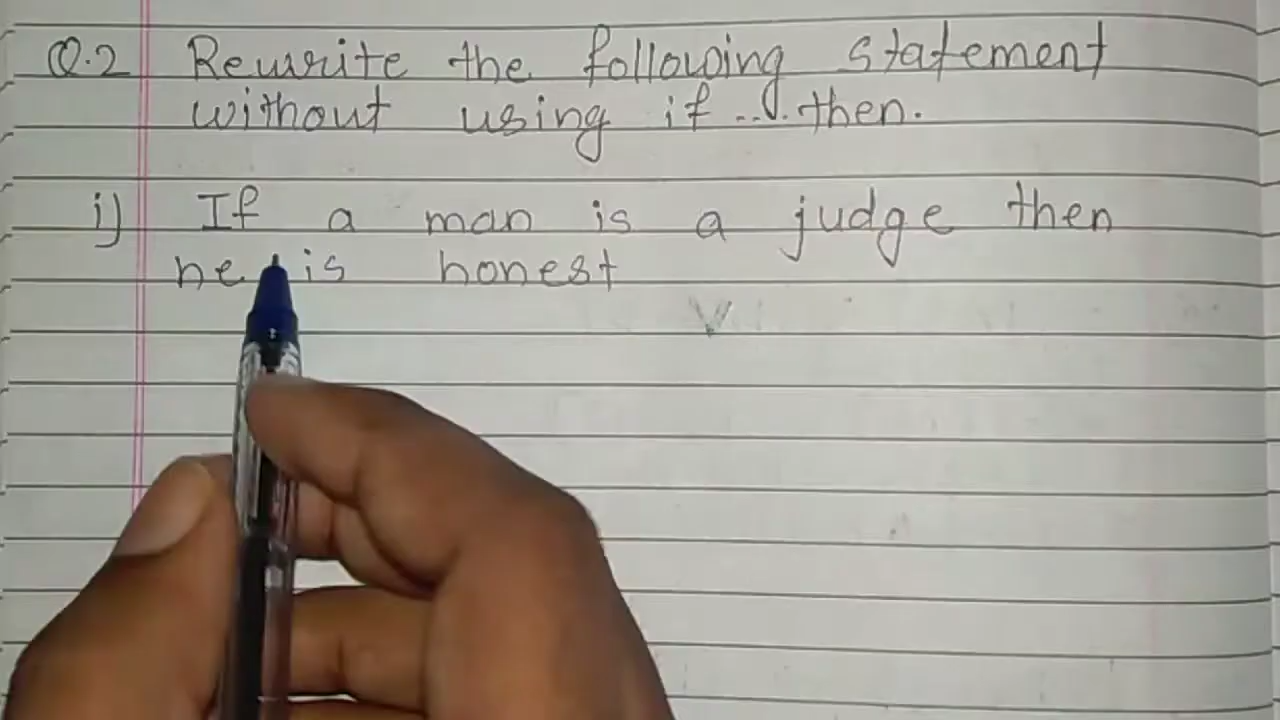 Q.2 Rewrite the following statement
without using if ... then.
i) If a man is a judge then
he is honest